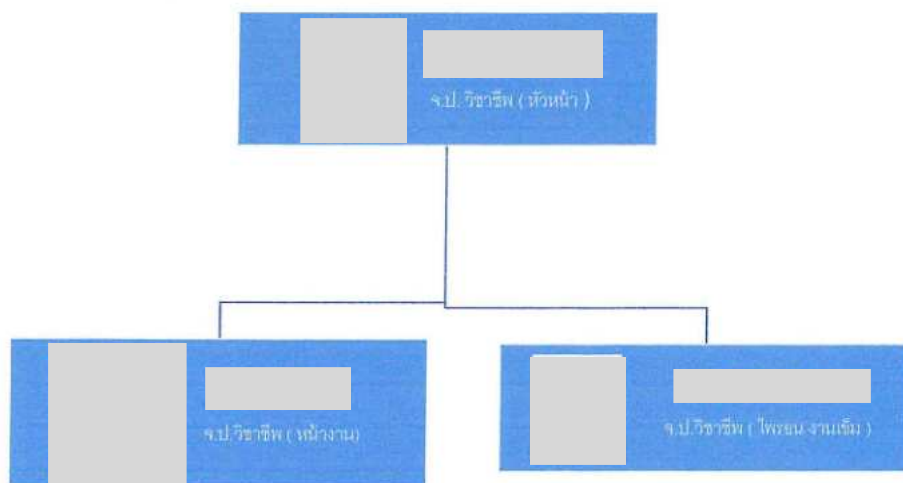 จ.ป. วิชาชีพ ( หัวหน้า )
จ.ป.วิชาชีพ ( หน้างาน)
จ.ป.วิชาชีพ ( ไพรขน งานเข็ม )